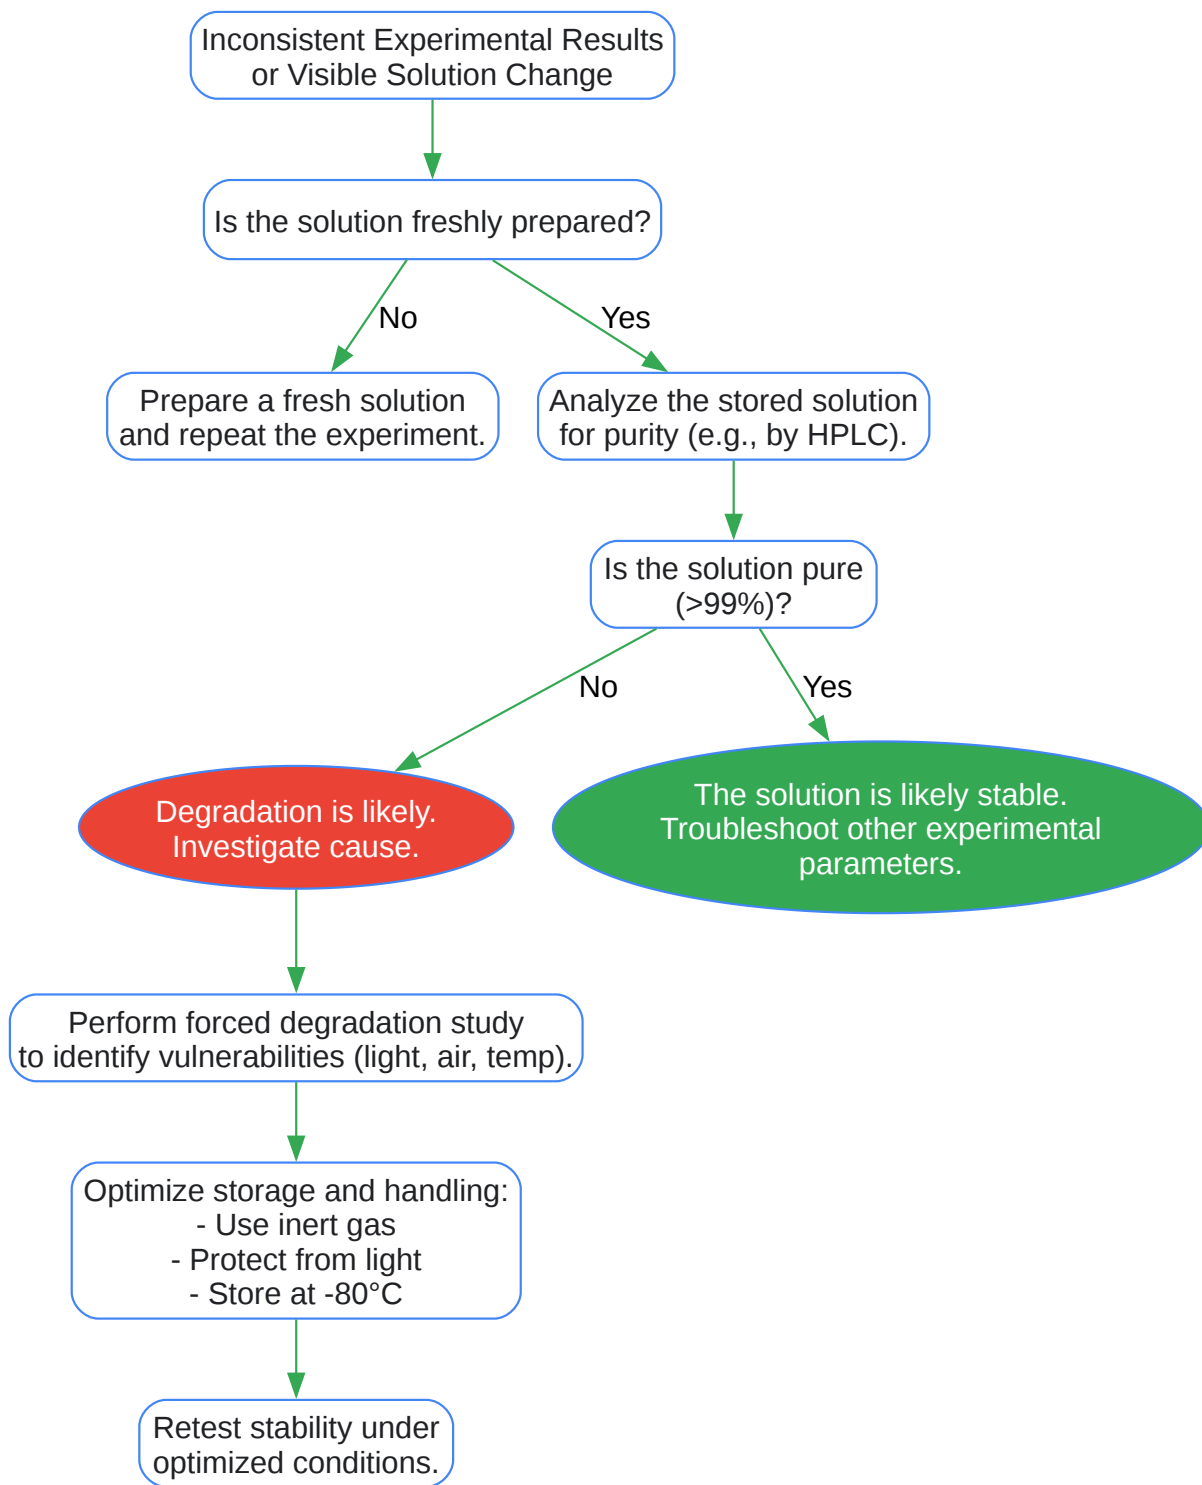 Inconsistent Experimental Results
or Visible Solution Change
Is the solution freshly prepared?
No
Yes
Prepare a fresh solution
and repeat the experiment.
Analyze the stored solution
for purity (e.g., by HPLC).
Is the solution pure
(>99%)?
No
Yes
Degradation is likely.
Investigate cause.
The solution is likely stable.
Troubleshoot other experimental
parameters.
Perform forced degradation study
to identify vulnerabilities (light, air, temp).
Optimize storage and handling:
- Use inert gas
- Protect from light
- Store at -80°C
Retest stability under
optimized conditions.